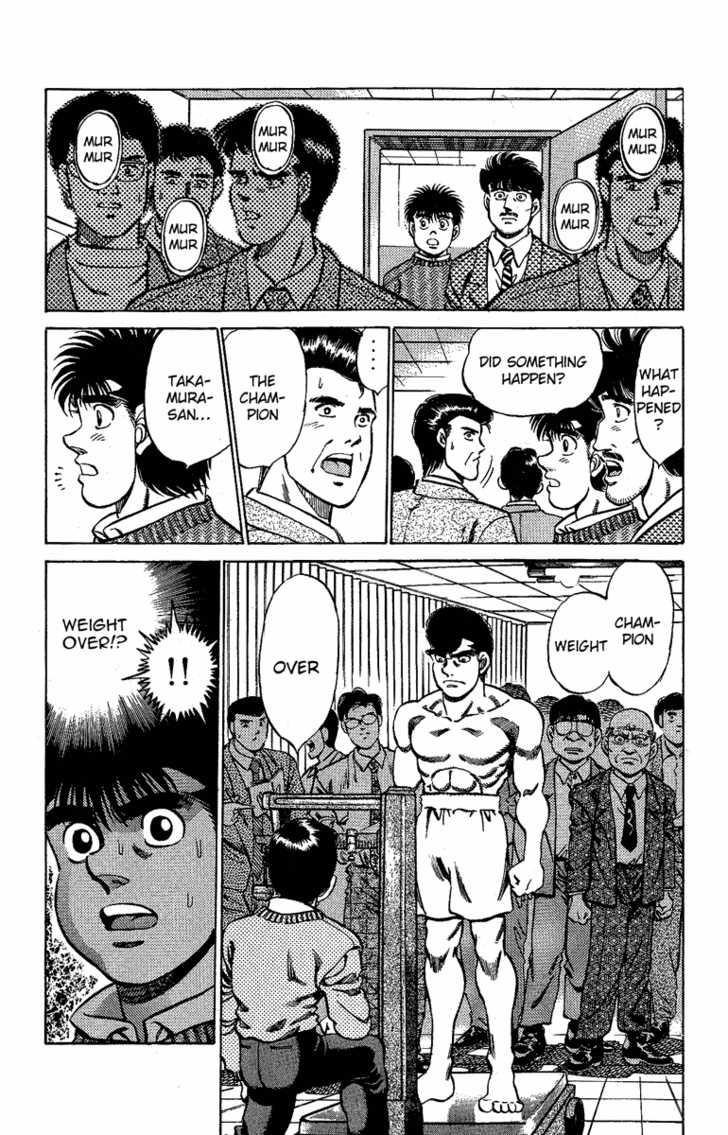 MUR
MUR
MUR
MUR
MUR
MUR
MUR
MUR
MUR
MUR
WHAT
HAP-
PENED?
DID SOMETHING
HAPPEN?
....
THE
CHAM-
PION
TAKA-
MURA-
SAN...
CHAM-
PION
WEIGHT
OVER
!!
WEIGHT
OVER!?